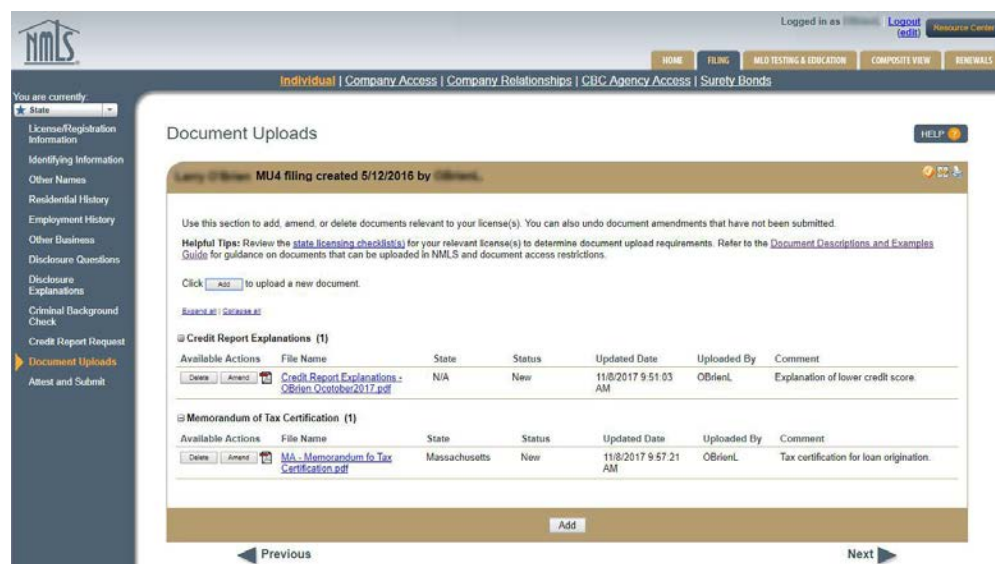 Logged in as
Logout
(edit)
Resource Center
NMLS
HOME
FILING
MLO TESTING & EDUCATION
COMPOSITE VIEW
RENEWALS
Individual | Company Access | Company Relationships | CBC Agency Access | Surety Bonds
You are currently:
State
License/Registration
Information
Identifying Information
Other Names
Residential History
Employment History
Other Business
Disclosure Questions
Disclosure
Explanations
Criminal Background
Check
Credit Report Request
Document Uploads
Attest and Submit
Document Uploads
HELP ?
MU4 filing created 5/12/2016 by
Use this section to add, amend, or delete documents relevant to your license(s). You can also undo document amendments that have not been submitted.
Helpful Tips: Review the state licensing checklist(s) for your relevant license(s) to determine document upload requirements. Refer to the Document Descriptions and Examples
Guide for guidance on documents that can be uploaded in NMLS and document access restrictions.
Click Add to upload a new document.
Expand all | Collapse all
Credit Report Explanations (1)
Available Actions File Name State Status Updated Date Uploaded By Comment
Delete Amend Credit Report Explanations - N/A New 11/8/2017 9:51:03 OBrienL Explanation of lower credit score.
OBrien Ocotober2017.pdf AM
Memorandum of Tax Certification (1)
Available Actions File Name State Status Updated Date Uploaded By Comment
Delete Amend MA - Memorandum fo Tax Massachusetts New 11/8/2017 9:57:21 OBrienL Tax certification for loan origination.
Certification.pdf AM
Add
Previous
Next